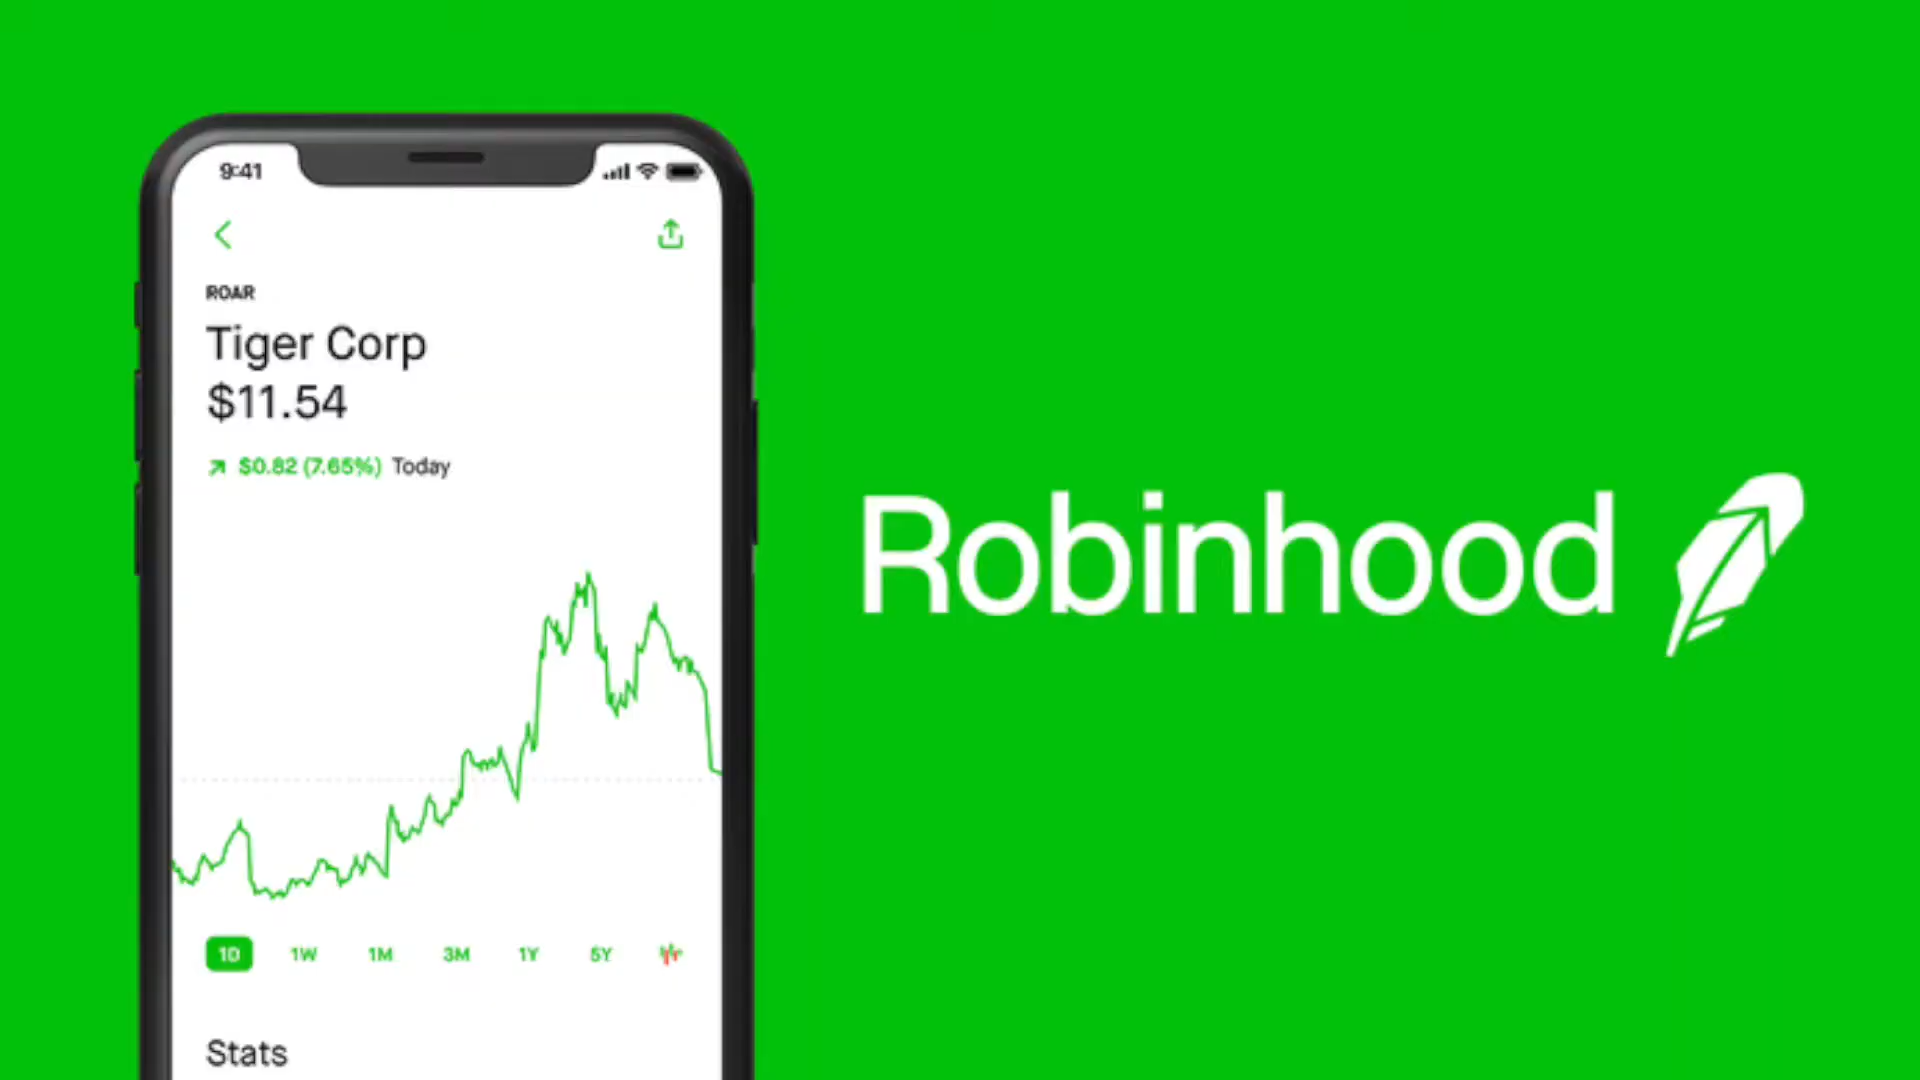 9:41
ROAR
Tiger Corp
$11.54
$0.82 (7.65%) Today
1D 1W 1M 3M 1Y 5Y
Stats
Robinhood